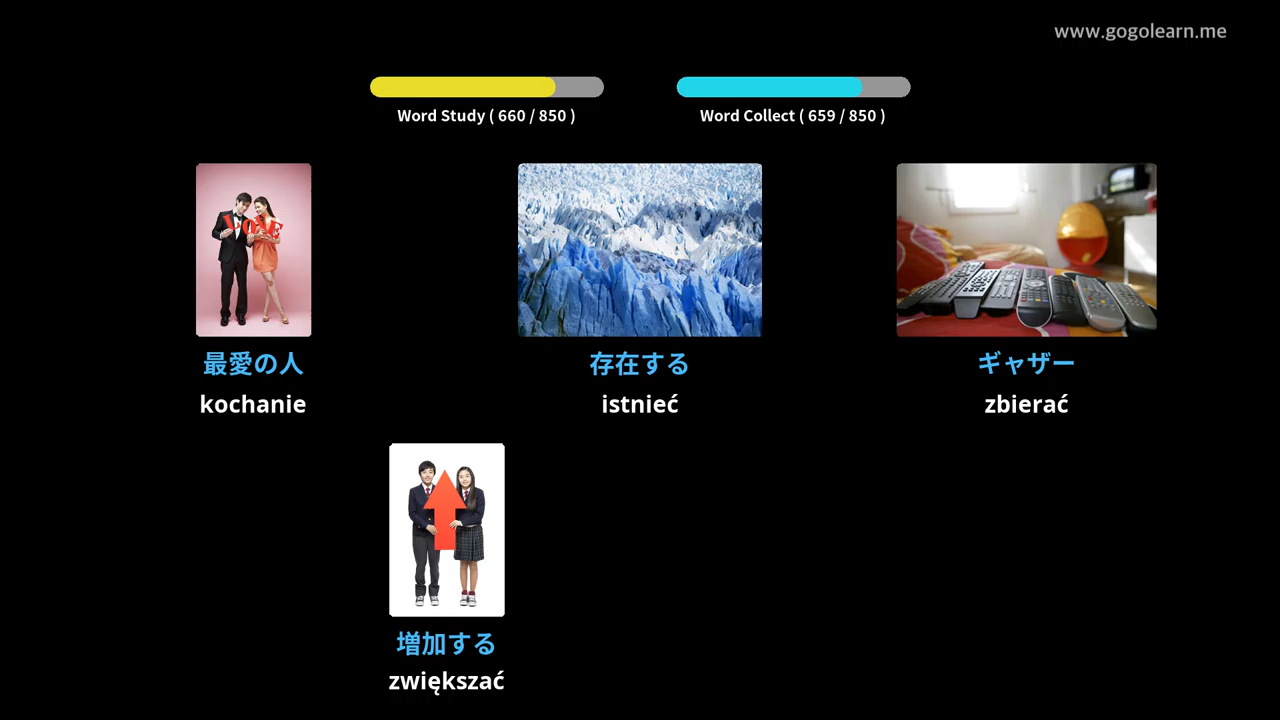 www.gogolearn.me
Word Study ( 660 / 850 )
Word Collect ( 659 / 850 )
最愛の人
kochanie
存在する
istnieć
ギャザー
zbierać
増加する
zwiększać